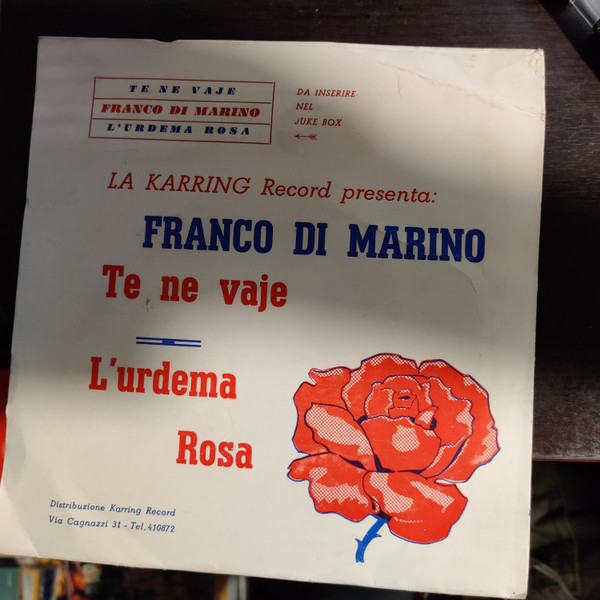 TE NE VAJE
FRANCO DI MARINO
L'URDEMA ROSA
DA INSERIRE
NEL
JUKE BOX
LA KARRING Record presenta:
FRANCO DI MARINO
Te ne vaje
L'urdema
Rosa
Distribuzione Karring Record
Via Cagnazzi 31 - Tel. 410872